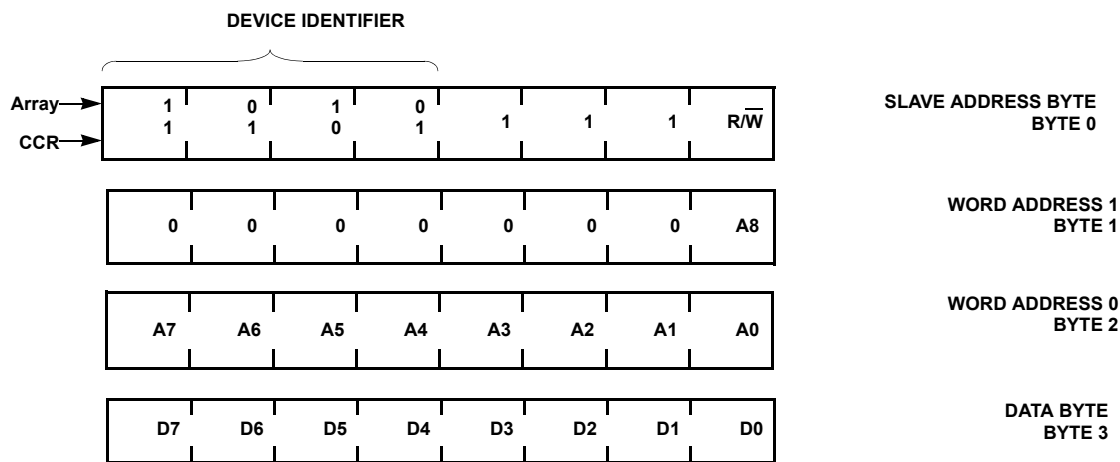 DEVICE IDENTIFIER
Array
CCR
1 0 1 0
1 1 0 1
1 1 1 R/W̅
SLAVE ADDRESS BYTE
BYTE 0
0 0 0 0 0 0 0 A8
WORD ADDRESS 1
BYTE 1
A7 A6 A5 A4 A3 A2 A1 A0
WORD ADDRESS 0
BYTE 2
D7 D6 D5 D4 D3 D2 D1 D0
DATA BYTE
BYTE 3